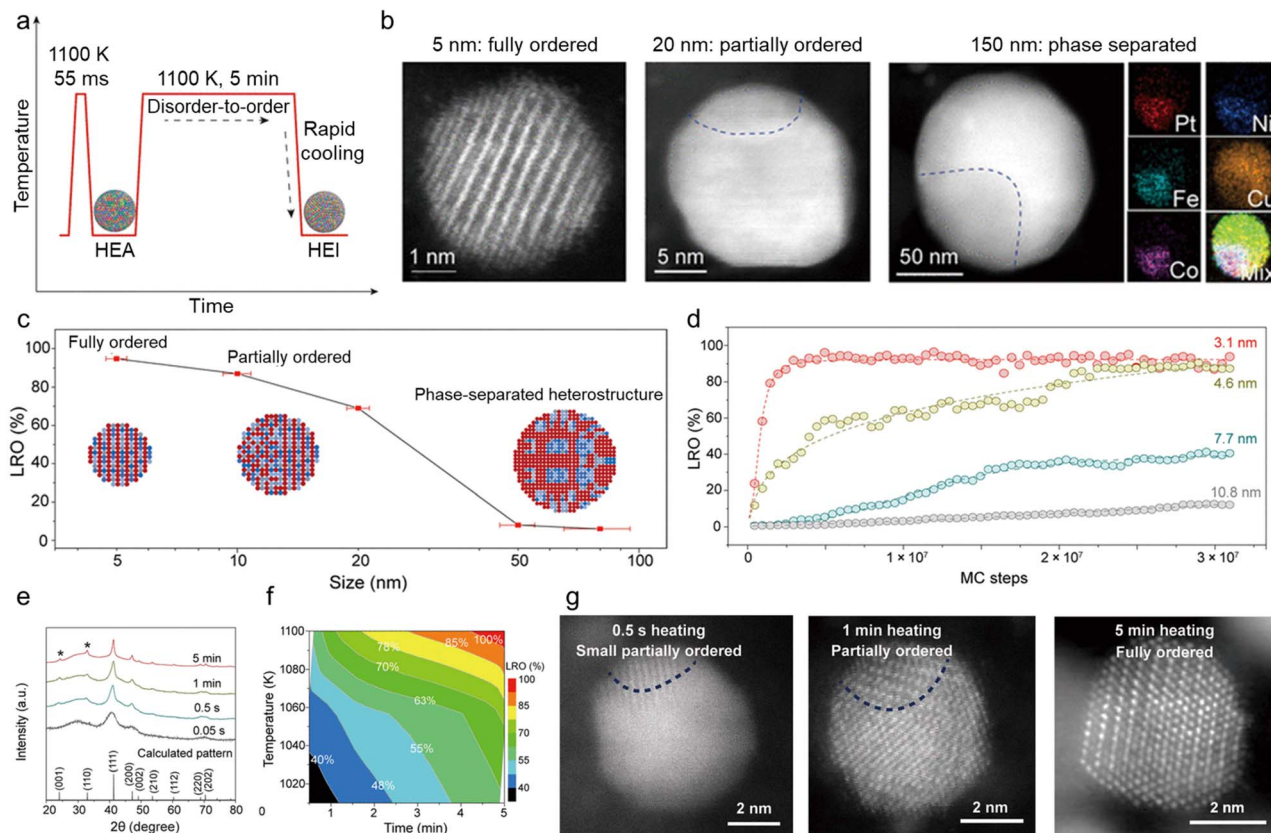 a
1100 K
55 ms
1100 K, 5 min
Disorder-to-order
Rapid
cooling
HEA
HEI
Temperature
Time
b
5 nm: fully ordered
20 nm: partially ordered
150 nm: phase separated
1 nm
5 nm
50 nm
Pt
Ni
Fe
Cu
Co
Mix
c
Fully ordered
Partially ordered
Phase-separated heterostructure
LRO (%)
100
80
60
40
20
0
5
10
20
50
100
Size (nm)
d
3.1 nm
4.6 nm
7.7 nm
10.8 nm
LRO (%)
100
80
60
40
20
0
0
1 × 10⁷
2 × 10⁷
3 × 10⁷
MC steps
e
* *
5 min
1 min
0.5 s
0.05 s
Calculated pattern
(001)
(110)
(111)
(200)
(002)
(210)
(112)
(220)
(202)
Intensity (a.u.)
20 30 40 50 60 70 80
2θ (degree)
f
1100
1080
1060
1040
1020
0
Temperature (K)
100%
85%
78%
70%
63%
55%
48%
40%
1 2 3 4 5
Time (min)
LRO (%)
100
85
78
70
63
55
48
40
g
0.5 s heating
Small partially ordered
2 nm
1 min heating
Partially ordered
2 nm
5 min heating
Fully ordered
2 nm